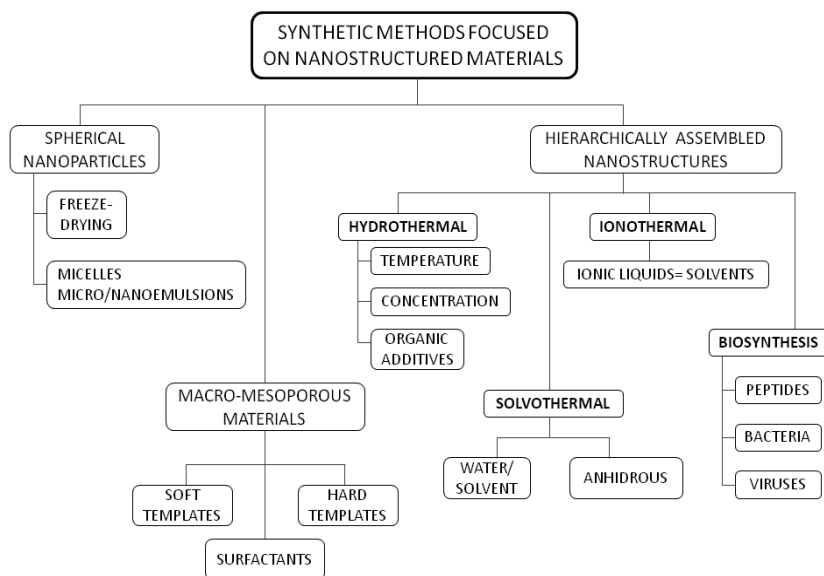 SYNTHETIC METHODS FOCUSED
ON NANOSTRUCTURED MATERIALS
SPHERICAL
NANOPARTICLES
FREEZE-
DRYING
MICELLES
MICRO/NANOEMULSIONS
MACRO-MESOPOROUS
MATERIALS
SOFT
TEMPLATES
HARD
TEMPLATES
SURFACTANTS
HIERARCHICALLY ASSEMBLED
NANOSTRUCTURES
HYDROTHERMAL
TEMPERATURE
CONCENTRATION
ORGANIC
ADDITIVES
SOLVOTHERMAL
WATER/
SOLVENT
ANHIDROUS
IONOTHERMAL
IONIC LIQUIDS= SOLVENTS
BIOSYNTHESIS
PEPTIDES
BACTERIA
VIRUSES